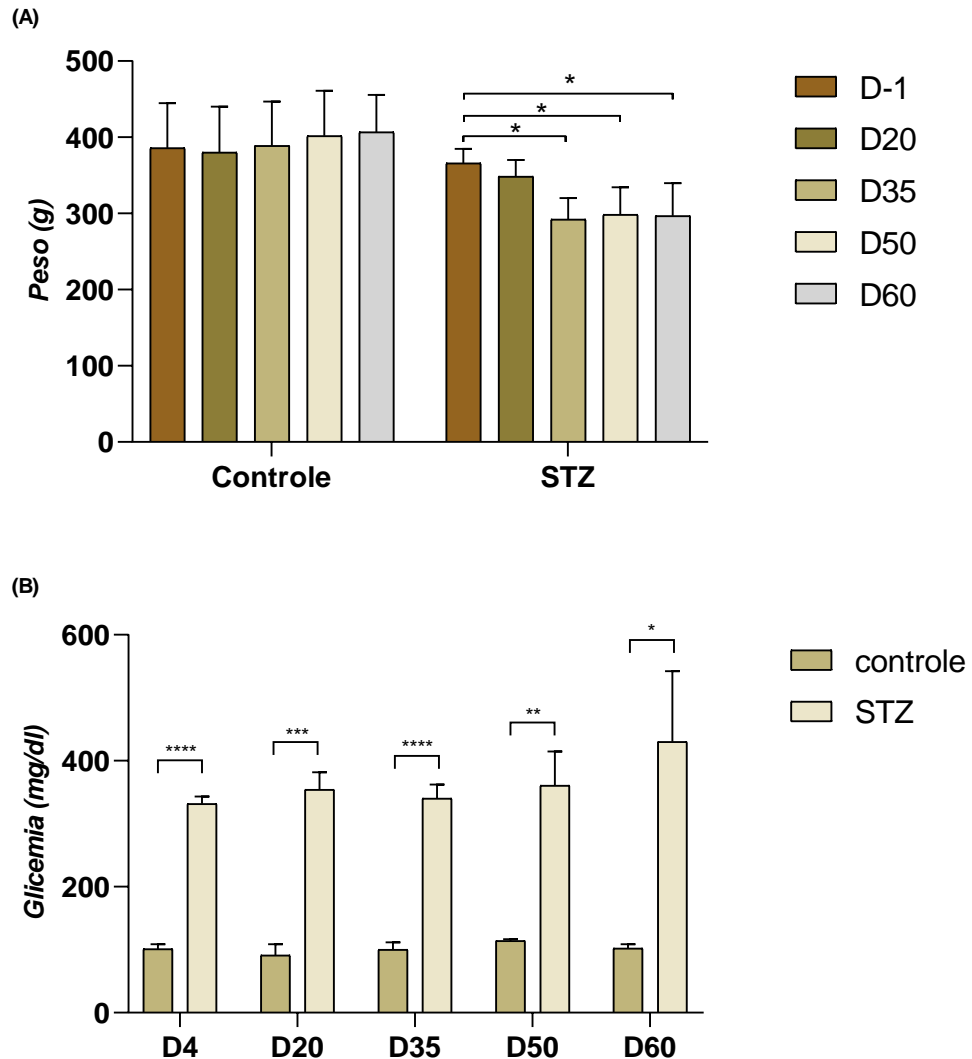 (A)
Peso (g)
500
400
300
200
100
0
Controle
STZ
*
*
*
D-1
D20
D35
D50
D60
(B)
Glicemia (mg/dl)
600
400
200
0
****
***
****
**
*
D4
D20
D35
D50
D60
controle
STZ